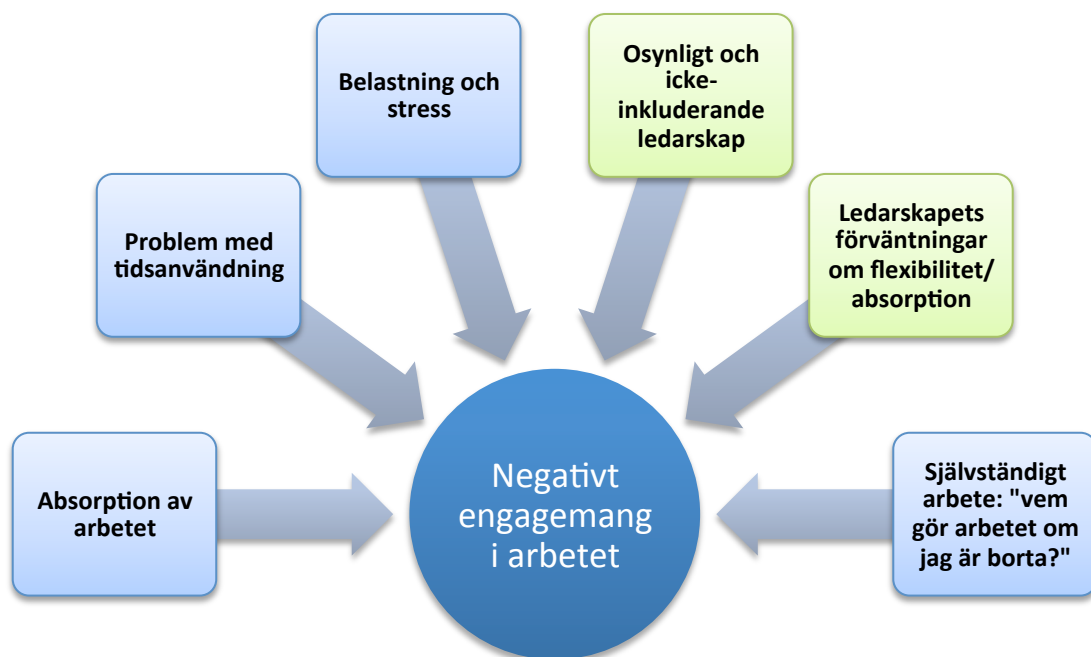 Belastning och
stress
Osynligt och
icke-
inkluderande
ledarskap
Problem med
tidsanvändning
Ledarskapets
förväntningar
om flexibilitet/
absorption
Absorption av
arbetet
Negativt
engagemang
i arbetet
Självständigt
arbete: "vem
gör arbetet om
jag är borta?"